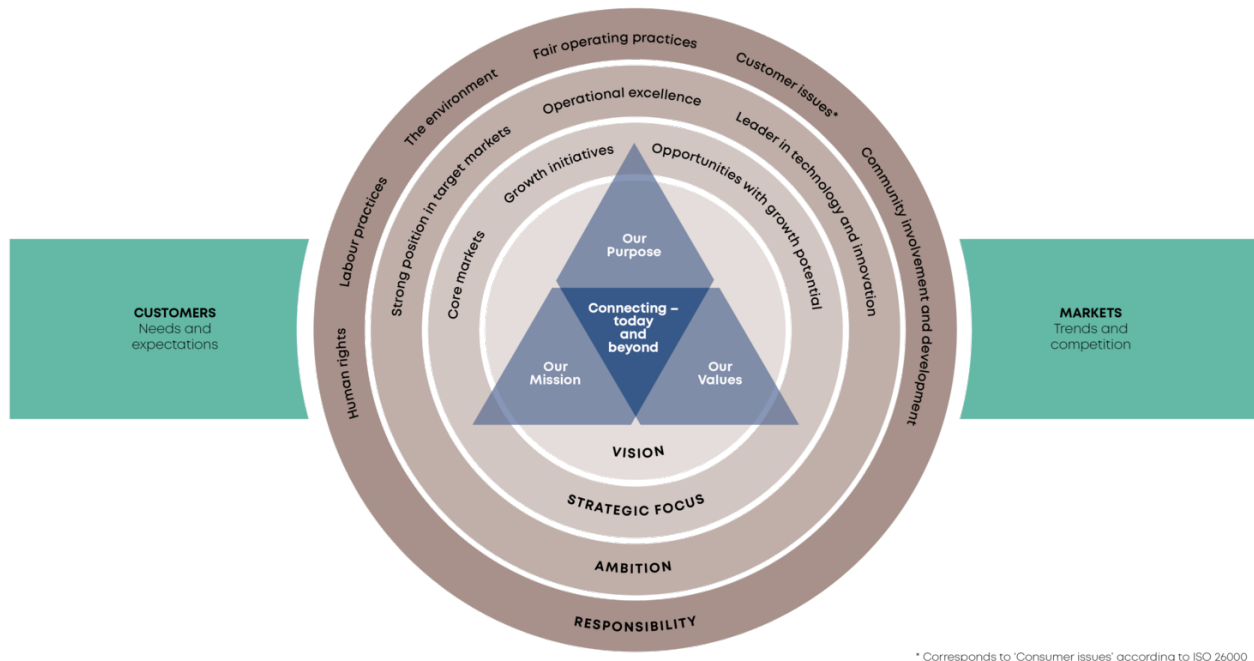 Fair operating practices
Customer issues*
The environment
Operational excellence
Leader in technology and innovation
Community involvement and development
Labour practices
Strong position in target markets
Growth initiatives
Opportunities with growth potential
Core markets
Human rights
Our
Purpose
Connecting –
today
and
beyond
Our
Mission
Our
Values
CUSTOMERS
Needs and
expectations
MARKETS
Trends and
competition
VISION
STRATEGIC FOCUS
AMBITION
RESPONSIBILITY
* Corresponds to ‘Consumer issues’ according to ISO 26000